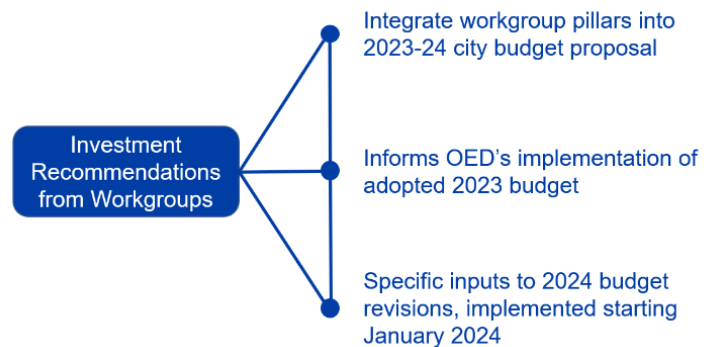 Integrate workgroup pillars into
2023-24 city budget proposal
Investment
Recommendations
from Workgroups
Informs OED's implementation of
adopted 2023 budget
Specific inputs to 2024 budget
revisions, implemented starting
January 2024